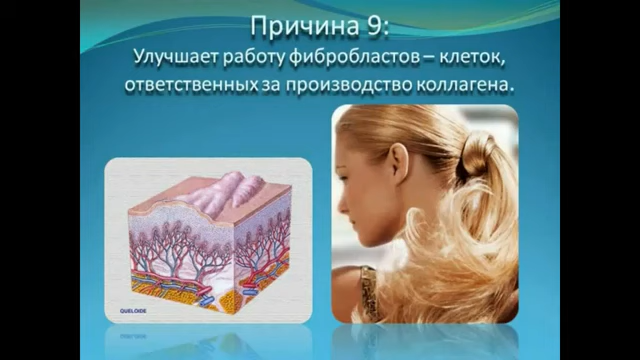 Причина 9:
Улучшает работу фибробластов – клеток,
ответственных за производство коллагена.
QUELOIDE